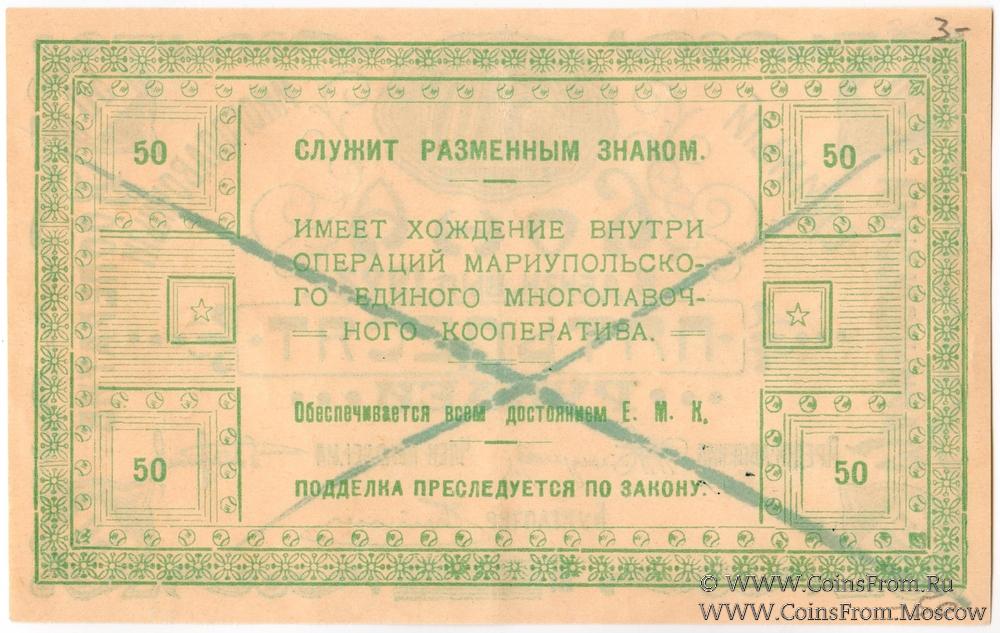 3-
50
СЛУЖИТ РАЗМЕННЫМ ЗНАКОМ.
50
ИМЕЕТ ХОЖДЕНИЕ ВНУТРИ
ОПЕРАЦИЙ МАРИУПОЛЬСКО-
ГО ЕДИНОГО МНОГОЛАВОЧ-
НОГО КООПЕРАТИВА.
Обеспечивается всем достоянием Е. М. К.
50
ПОДДЕЛКА ПРЕСЛЕДУЕТСЯ ПО ЗАКОНУ.
50
© WWW.CoinsFrom.Ru
WWW.CoinsFrom.Moscow